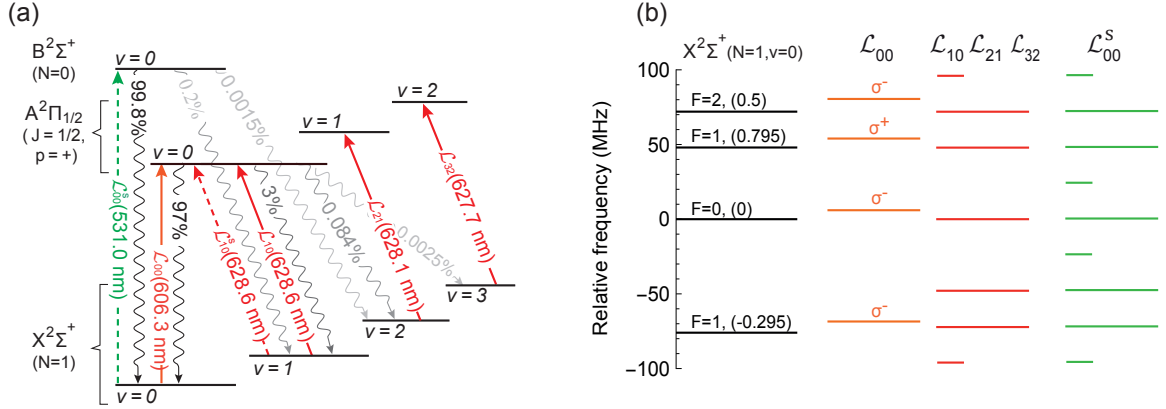 (a)
B²Σ⁺
(N=0)
v = 0
99.8%
0.2%
0.0015%
A²Π₁/₂
( J = 1/2,
p = +)
v = 0
v = 1
v = 2
ℒˢ₀₀(531.0 nm)
ℒ₀₀(606.3 nm)
97%
ℒˢ₁₀(628.6 nm)
ℒ₁₀(628.6 nm)
3%
0.084%
ℒ₂₁(628.1 nm)
0.0025%
ℒ₃₂(627.7 nm)
X²Σ⁺
(N=1)
v = 0
v = 1
v = 2
v = 3
(b)
X²Σ⁺(N=1,v=0)
ℒ₀₀
ℒ₁₀ ℒ₂₁ ℒ₃₂
ℒ₀₀ˢ
Relative frequency (MHz)
100
50
0
−50
−100
F=2, (0.5)
F=1, (0.795)
F=0, (0)
F=1, (-0.295)
σ⁻
σ⁺
σ⁻
σ⁻